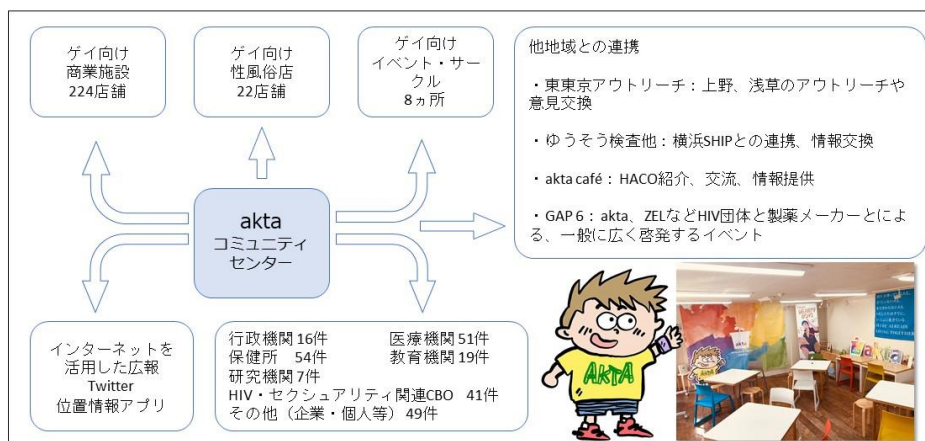 ゲイ向け
商業施設
224店舗
ゲイ向け
性風俗店
22店舗
ゲイ向け
イベント・サー
クル
8ヵ所
他地域との連携
・東東京アウトリーチ：上野、浅草のアウトリーチや
意見交換
・ゆうそう検査他：横浜SHIPとの連携、情報交換
・akta café：HACO紹介、交流、情報提供
・GAP 6：akta、ZELなどHIV団体と製薬メーカーとによ
る、一般に広く啓発するイベント
akta
コミュニティ
センター
インターネットを
活用した広報
Twitter
位置情報アプリ
行政機関 16件 医療機関 51件
保健所 54件 教育機関 19件
研究機関 7件
HIV・セクシュアリティ関連CBO 41件
その他（企業・個人等）49件
AKTA
akta
akta